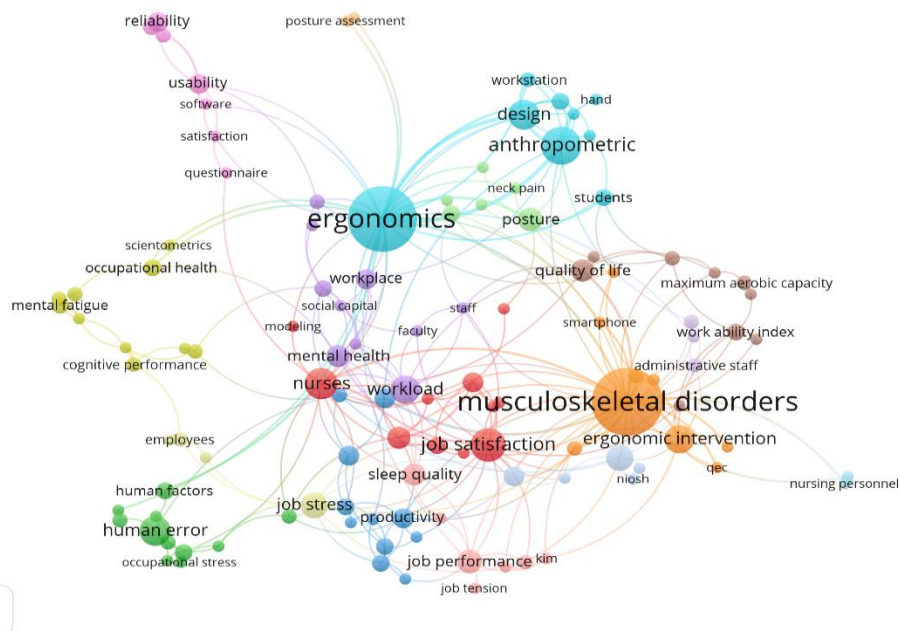 reliability
posture assessment
usability
workstation
software
hand
design
satisfaction
anthropometric
questionnaire
neck pain
students
ergonomics
posture
scientometrics
occupational health
quality of life
workplace
maximum aerobic capacity
mental fatigue
social capital
staff
modeling
faculty
smartphone
work ability index
mental health
cognitive performance
administrative staff
nurses
workload
musculoskeletal disorders
employees
job satisfaction
ergonomic intervention
qec
sleep quality
niosh
nursing personnel
human factors
job stress
productivity
human error
occupational stress
job performance
kim
job tension